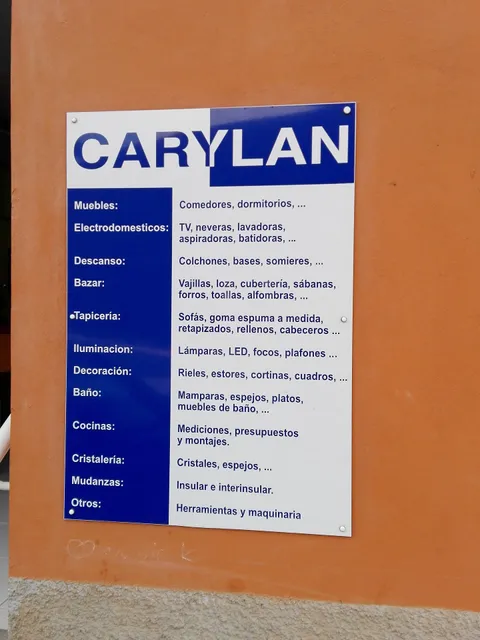 CARYLAN
Muebles: Comedores, dormitorios, ...
Electrodomesticos: TV, neveras, lavadoras,
aspiradoras, batidoras, ...
Descanso: Colchones, bases, somieres, ...
Bazar: Vajillas, loza, cubertería, sábanas,
forros, toallas, alfombras, ...
Tapicería: Sofás, goma espuma a medida,
retapizados, rellenos, cabeceros ...
Iluminacion: Lámparas, LED, focos, plafones ...
Decoración: Rieles, estores, cortinas, cuadros, ...
Baño: Mamparas, espejos, platos,
muebles de baño, ...
Cocinas: Mediciones, presupuestos
y montajes.
Cristalería: Cristales, espejos, ...
Mudanzas: Insular e interinsular.
Otros: Herramientas y maquinaria